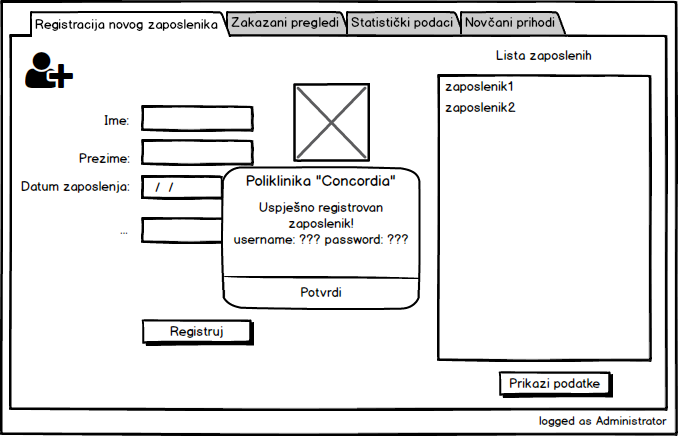 Registracija novog zaposlenika
Zakazani pregledi
Statistički podaci
Novčani prihodi
Lista zaposlenih
zaposlenik1
zaposlenik2
Ime:
Prezime:
Datum zaposlenja:
/ /
...
Poliklinika "Concordia"
Uspješno registrovan
zaposlenik!
username: ??? password: ???
Potvrdi
Registruj
Prikazi podatke
logged as Administrator